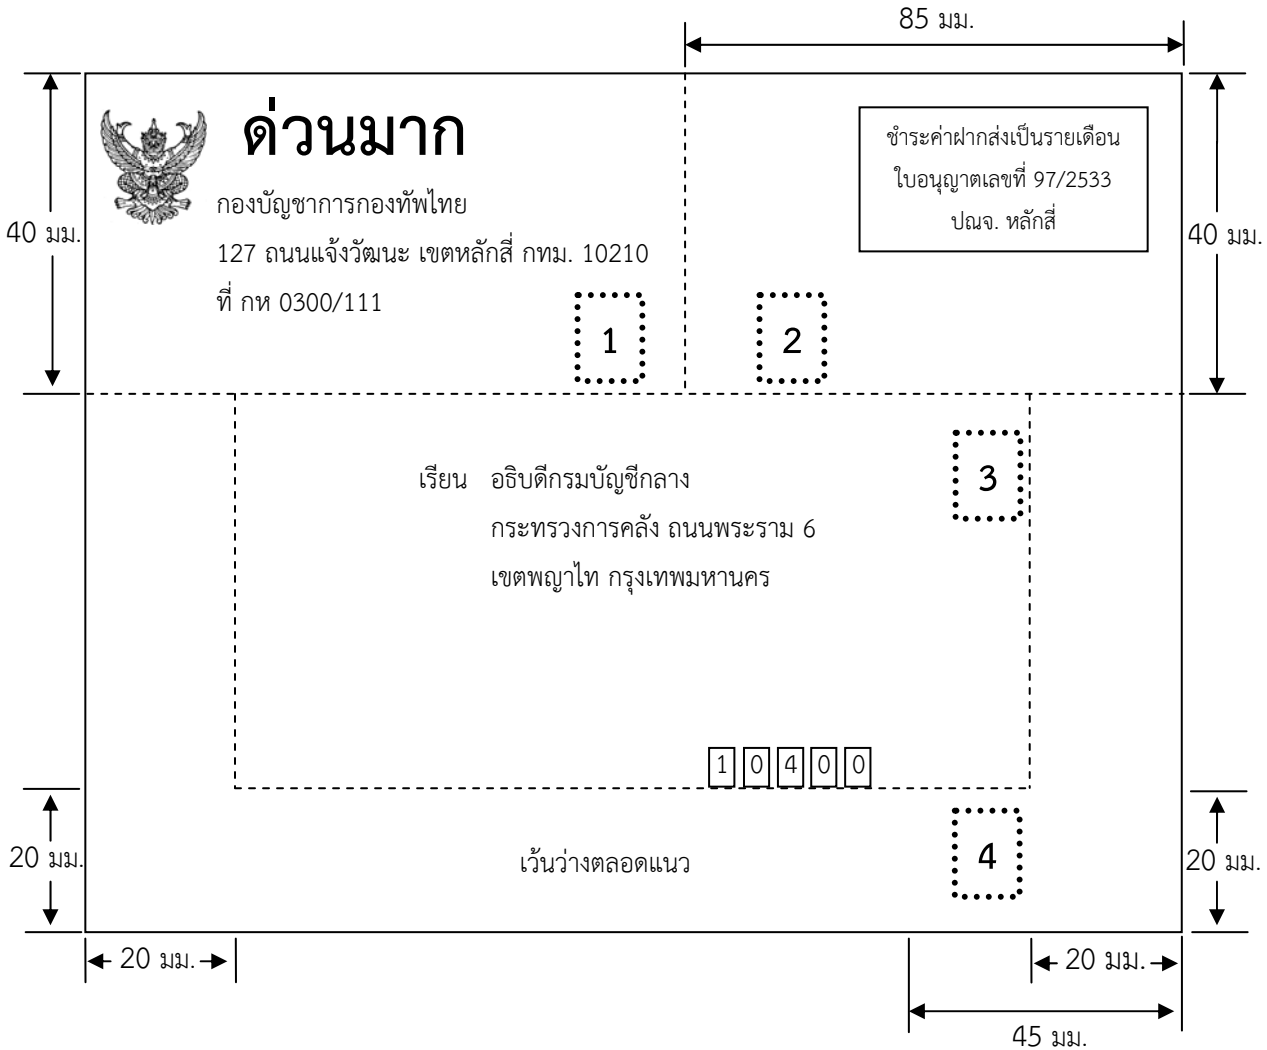 85 มม.
ด่วนมาก
ชำระค่าฝากส่งเป็นรายเดือน
ใบอนุญาตเลขที่ 97/2533
ปณจ. หลักสี่
กองบัญชาการกองทัพไทย
127 ถนนแจ้งวัฒนะ เขตหลักสี่ กทม. 10210
ที่ กห 0300/111
40 มม.
40 มม.
1
2
3
เรียน อธิบดีกรมบัญชีกลาง
กระทรวงการคลัง ถนนพระราม 6
เขตพญาไท กรุงเทพมหานคร
1 0 4 0 0
20 มม.
เว้นว่างตลอดแนว
4
20 มม.
20 มม.
20 มม.
45 มม.